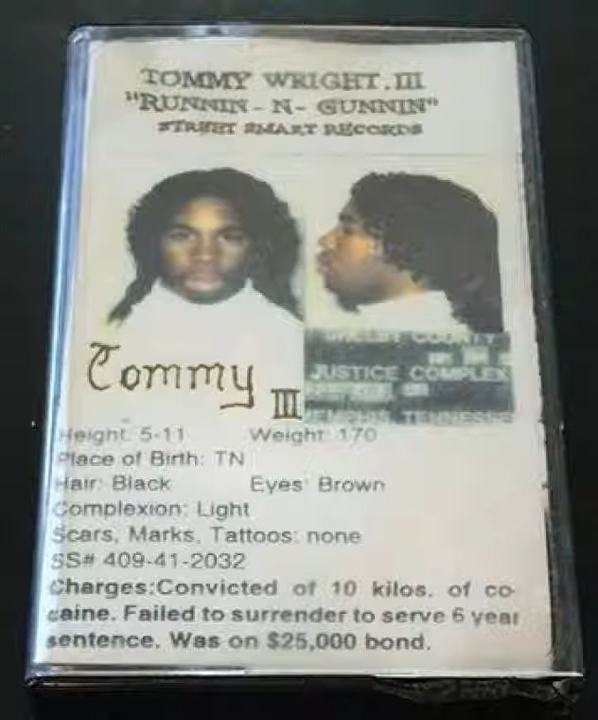 TOMMY WRIGHT.III
"RUNNIN-N-GUNNIN"
STREET SMART RECORDS
SHELBY COUNTY
JUSTICE COMPLEX
MEMPHIS, TENNESSEE
Tommy III
Height: 5-11 Weight: 170
Place of Birth: TN
Hair: Black Eyes: Brown
Complexion: Light
Scars, Marks, Tattoos: none
SS# 409-41-2032
Charges:Convicted of 10 kilos. of co-
caine. Failed to surrender to serve 6 year
sentence. Was on $25,000 bond.